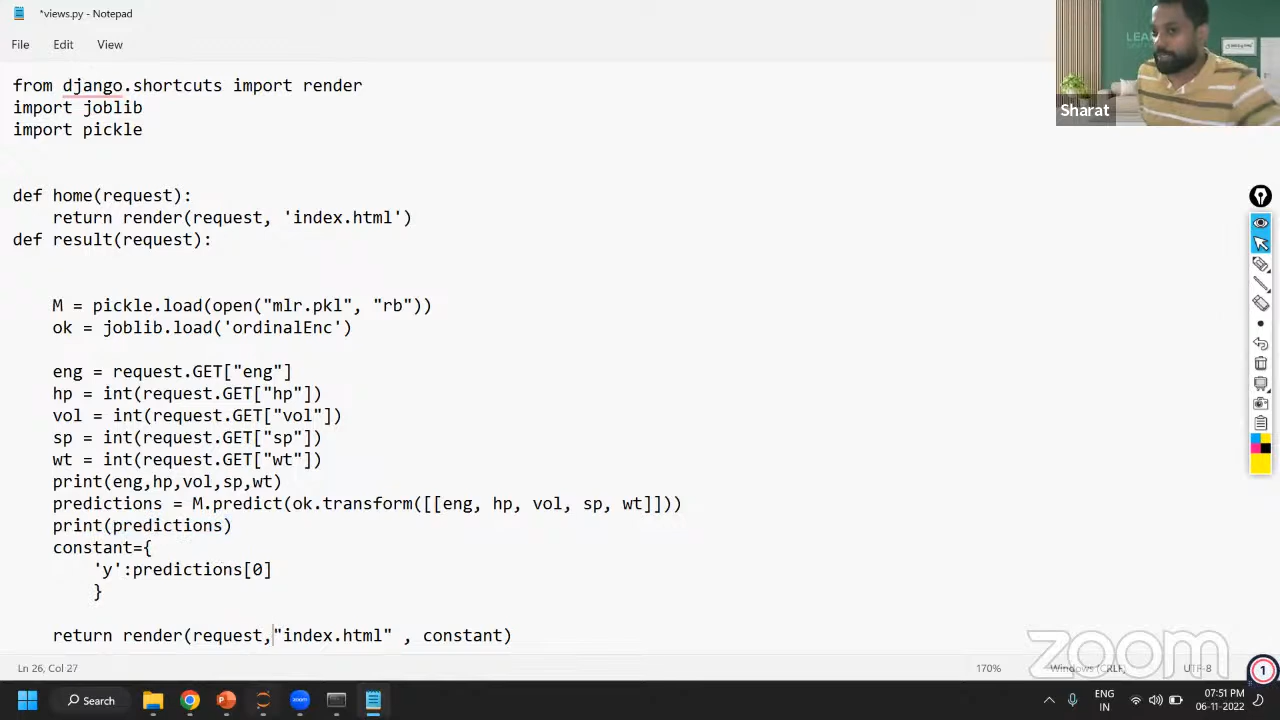 *views.py - Notepad
File Edit View
from django.shortcuts import render
import joblib
import pickle
def home(request):
    return render(request, 'index.html')
def result(request):
    M = pickle.load(open("mlr.pkl", "rb"))
    ok = joblib.load('ordinalEnc')
    eng = request.GET["eng"]
    hp = int(request.GET["hp"])
    vol = int(request.GET["vol"])
    sp = int(request.GET["sp"])
    wt = int(request.GET["wt"])
    print(eng,hp,vol,sp,wt)
    predictions = M.predict(ok.transform([[eng, hp, vol, sp, wt]]))
    print(predictions)
    constant={
        'y':predictions[0]
        }
    return render(request,"index.html" , constant)
Sharat
Ln 26, Col 27
170%
Windows (CRLF)
UTF-8
zoom
1
Search
zoom
ENG
IN
07:51 PM
06-11-2022